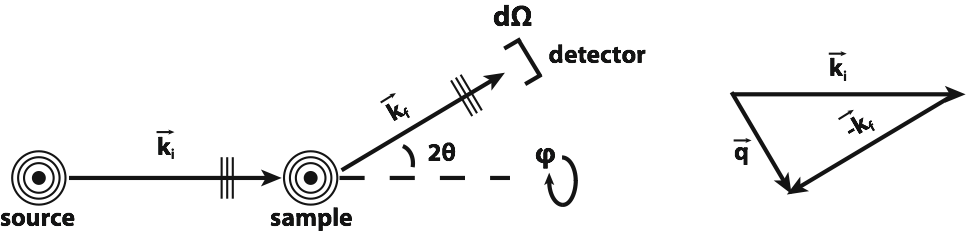 dΩ
detector
k⃗f
k⃗i
2θ
φ
source
sample
k⃗i
q⃗
-k⃗f